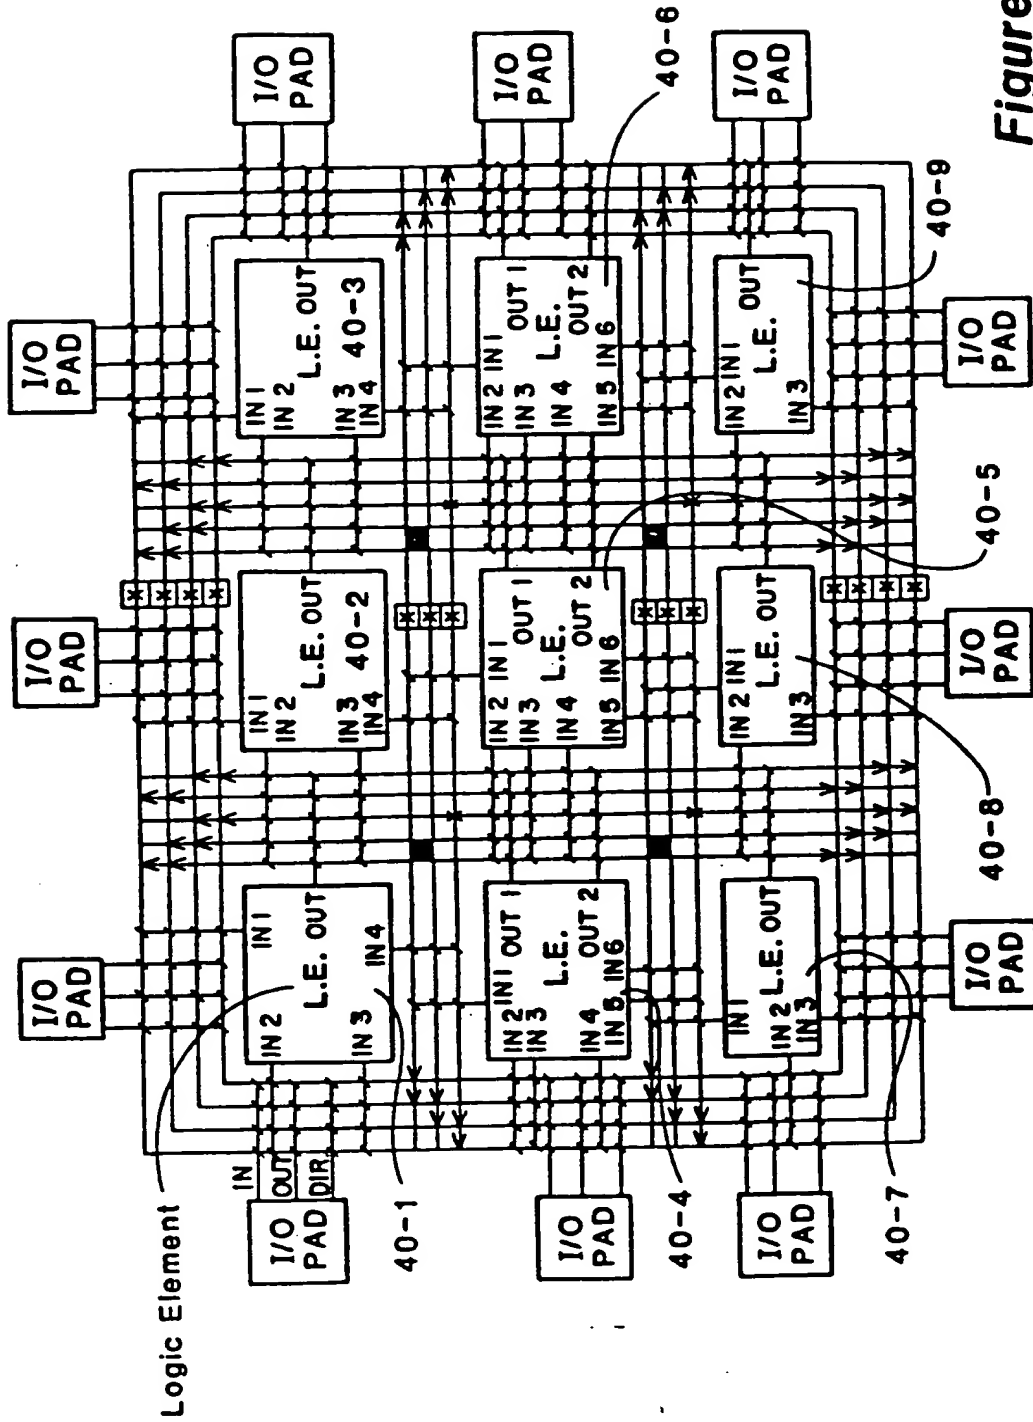 I/O
PAD
I/O
PAD
I/O
PAD
Logic Element
IN
OUT
DIR
I/O
PAD
IN 2
IN 1
L.E. OUT
IN 3
IN 4
40-1
IN 1
IN 2
L.E. OUT
IN 3
IN 4
40-2
IN 1
IN 2
L.E. OUT
IN 3
IN 4
40-3
I/O
PAD
I/O
PAD
IN 1
IN 2
OUT 1
IN 3
L.E.
IN 4
OUT 2
IN 5
IN 6
40-4
IN 1
IN 2
OUT 1
IN 3
L.E.
IN 4
OUT 2
IN 5
IN 6
40-5
IN 1
IN 2
OUT 1
IN 3
L.E.
IN 4
OUT 2
IN 5
IN 6
40-6
I/O
PAD
I/O
PAD
IN 1
IN 2
L.E. OUT
IN 3
40-7
IN 1
IN 2
L.E. OUT
IN 3
40-8
IN 1
IN 2
OUT
L.E.
IN 3
40-9
I/O
PAD
I/O
PAD
I/O
PAD
I/O
PAD
Figure